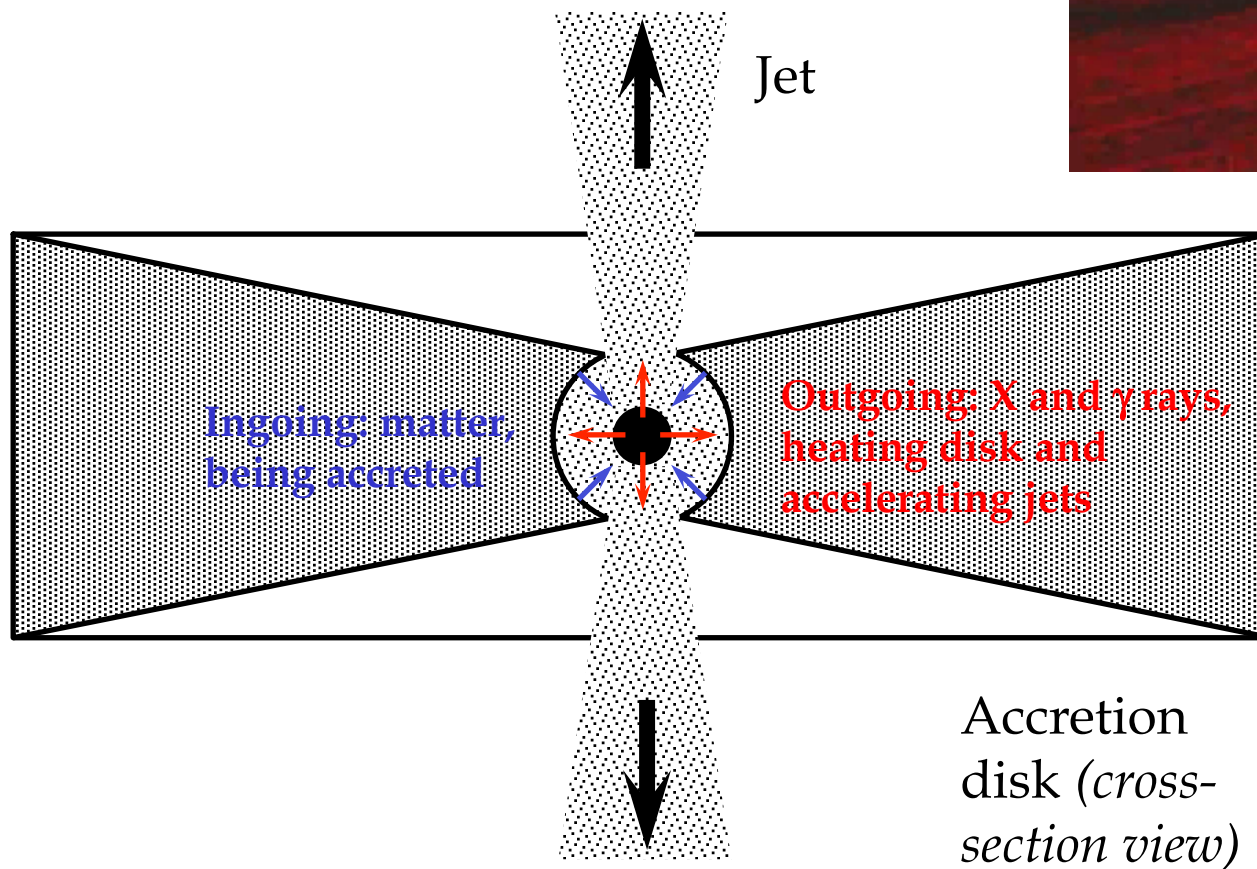 Jet
Ingoing: matter,
being accreted
Outgoing: X and γ rays,
heating disk and
accelerating jets
Accretion
disk (cross-
section view)